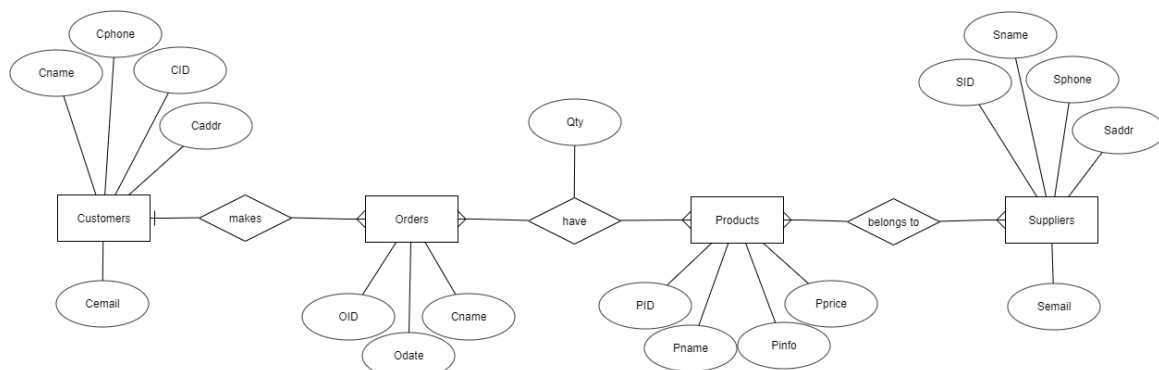 Cphone
Sname
Cname
CID
SID
Sphone
Caddr
Qty
Saddr
Customers
makes
Orders
have
Products
belongs to
Suppliers
Cemail
OID
Cname
Odate
PID
Pprice
Pname
Pinfo
Semail